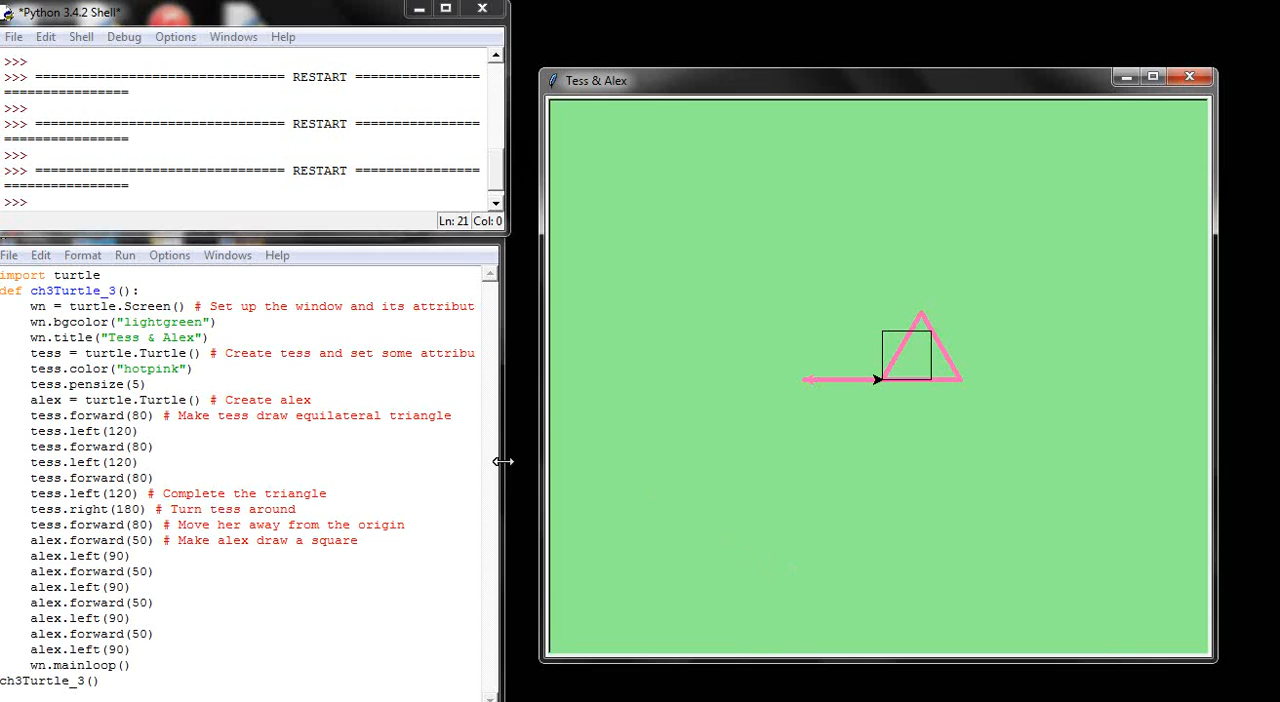 *Python 3.4.2 Shell*
File Edit Shell Debug Options Windows Help
>>>
>>> ================================ RESTART ================
================
>>>
>>> ================================ RESTART ================
================
>>>
>>> ================================ RESTART ================
================
>>>
Ln: 21 Col: 0
File Edit Format Run Options Windows Help
import turtle
def ch3Turtle_3():
    wn = turtle.Screen() # Set up the window and its attribut
    wn.bgcolor("lightgreen")
    wn.title("Tess & Alex")
    tess = turtle.Turtle() # Create tess and set some attribu
    tess.color("hotpink")
    tess.pensize(5)
    alex = turtle.Turtle() # Create alex
    tess.forward(80) # Make tess draw equilateral triangle
    tess.left(120)
    tess.forward(80)
    tess.left(120)
    tess.forward(80)
    tess.left(120) # Complete the triangle
    tess.right(180) # Turn tess around
    tess.forward(80) # Move her away from the origin
    alex.forward(50) # Make alex draw a square
    alex.left(90)
    alex.forward(50)
    alex.left(90)
    alex.forward(50)
    alex.left(90)
    alex.forward(50)
    alex.left(90)
    wn.mainloop()
ch3Turtle_3()
Tess & Alex